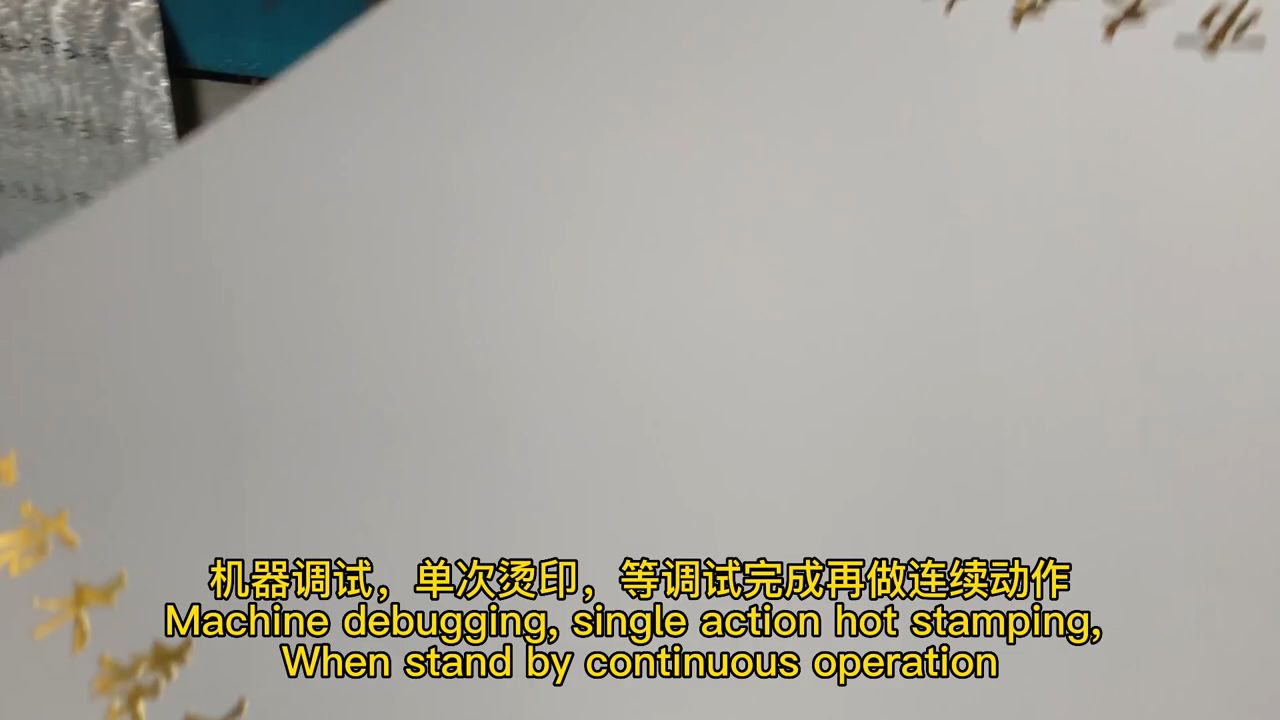 机器调试，单次烫印，等调试完成再做连续动作
Machine debugging, single action hot stamping,
When stand by continuous operation